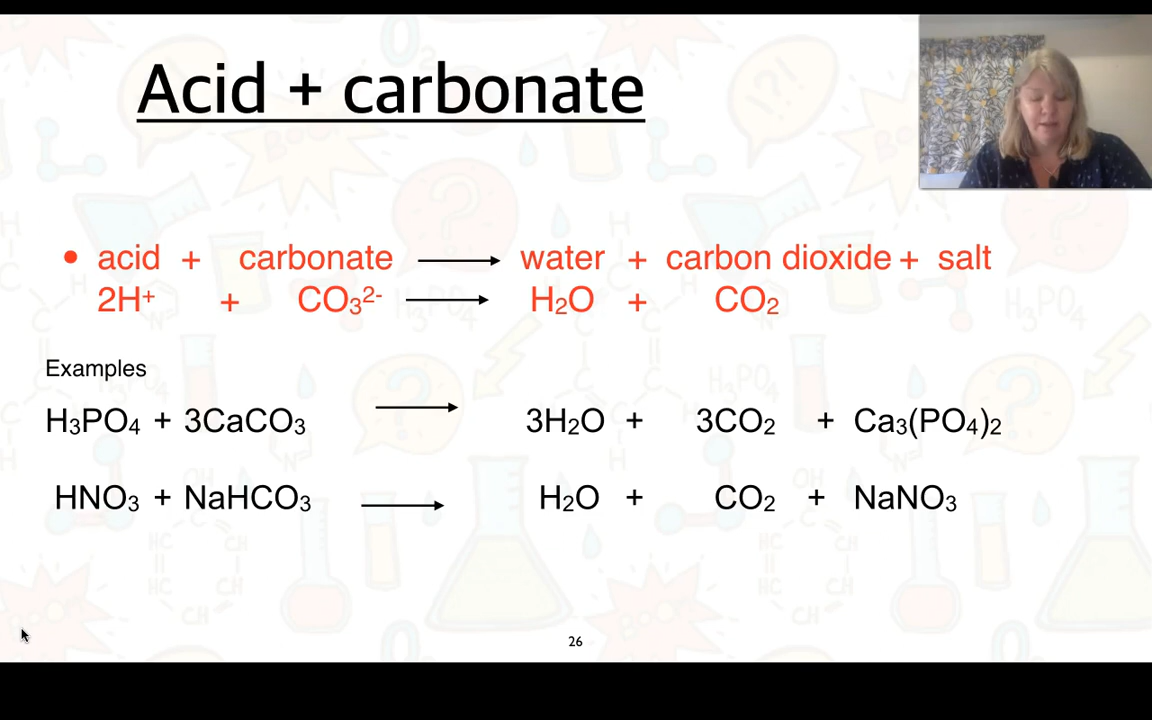 Acid + carbonate
• acid + carbonate ⟶ water + carbon dioxide + salt
2H⁺ + CO₃²⁻ ⟶ H₂O + CO₂
Examples
H₃PO₄ + 3CaCO₃ ⟶ 3H₂O + 3CO₂ + Ca₃(PO₄)₂
HNO₃ + NaHCO₃ ⟶ H₂O + CO₂ + NaNO₃
26